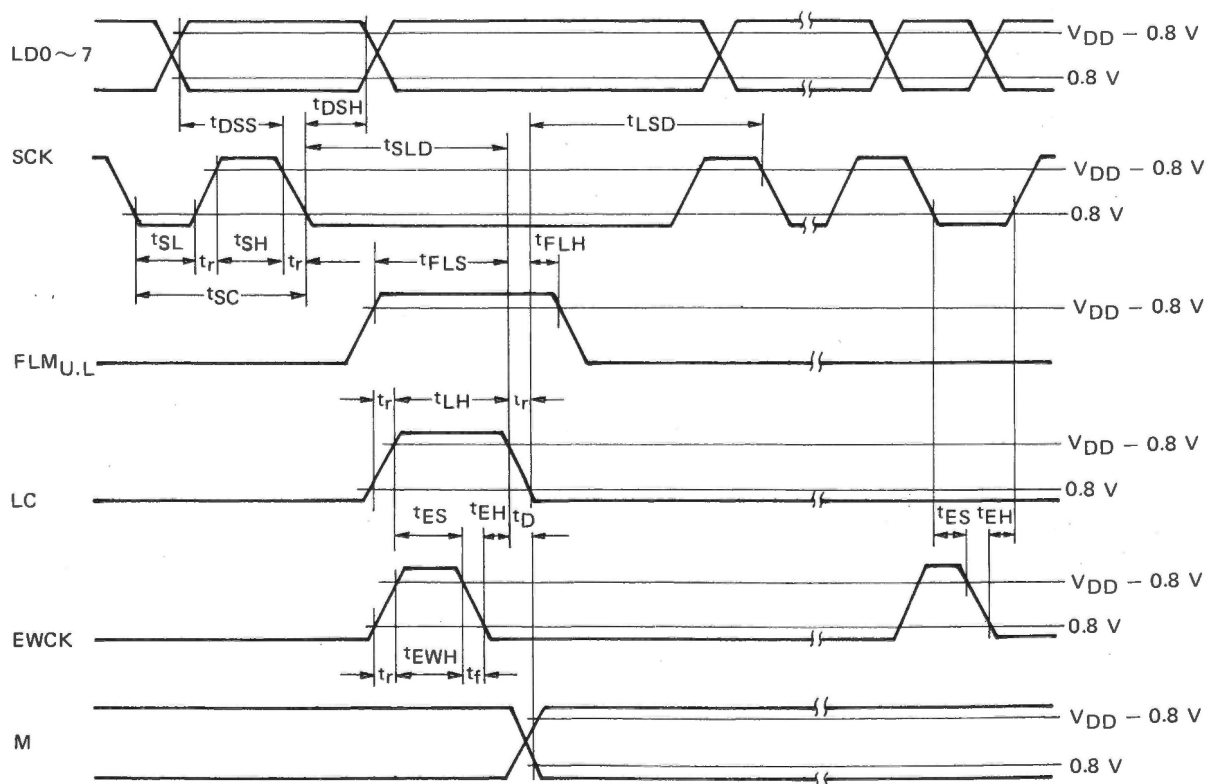 LD0～7
VDD − 0.8 V
0.8 V
tDSS
tDSH
tSLD
tLSD
SCK
VDD − 0.8 V
0.8 V
tSL
tr
tSH
tr
tFLS
tFLH
tSC
VDD − 0.8 V
FLMU.L
tr
tLH
tr
VDD − 0.8 V
LC
0.8 V
tES
tEH
tD
tES
tEH
VDD − 0.8 V
EWCK
0.8 V
tr
tEWH
tf
VDD − 0.8 V
M
0.8 V